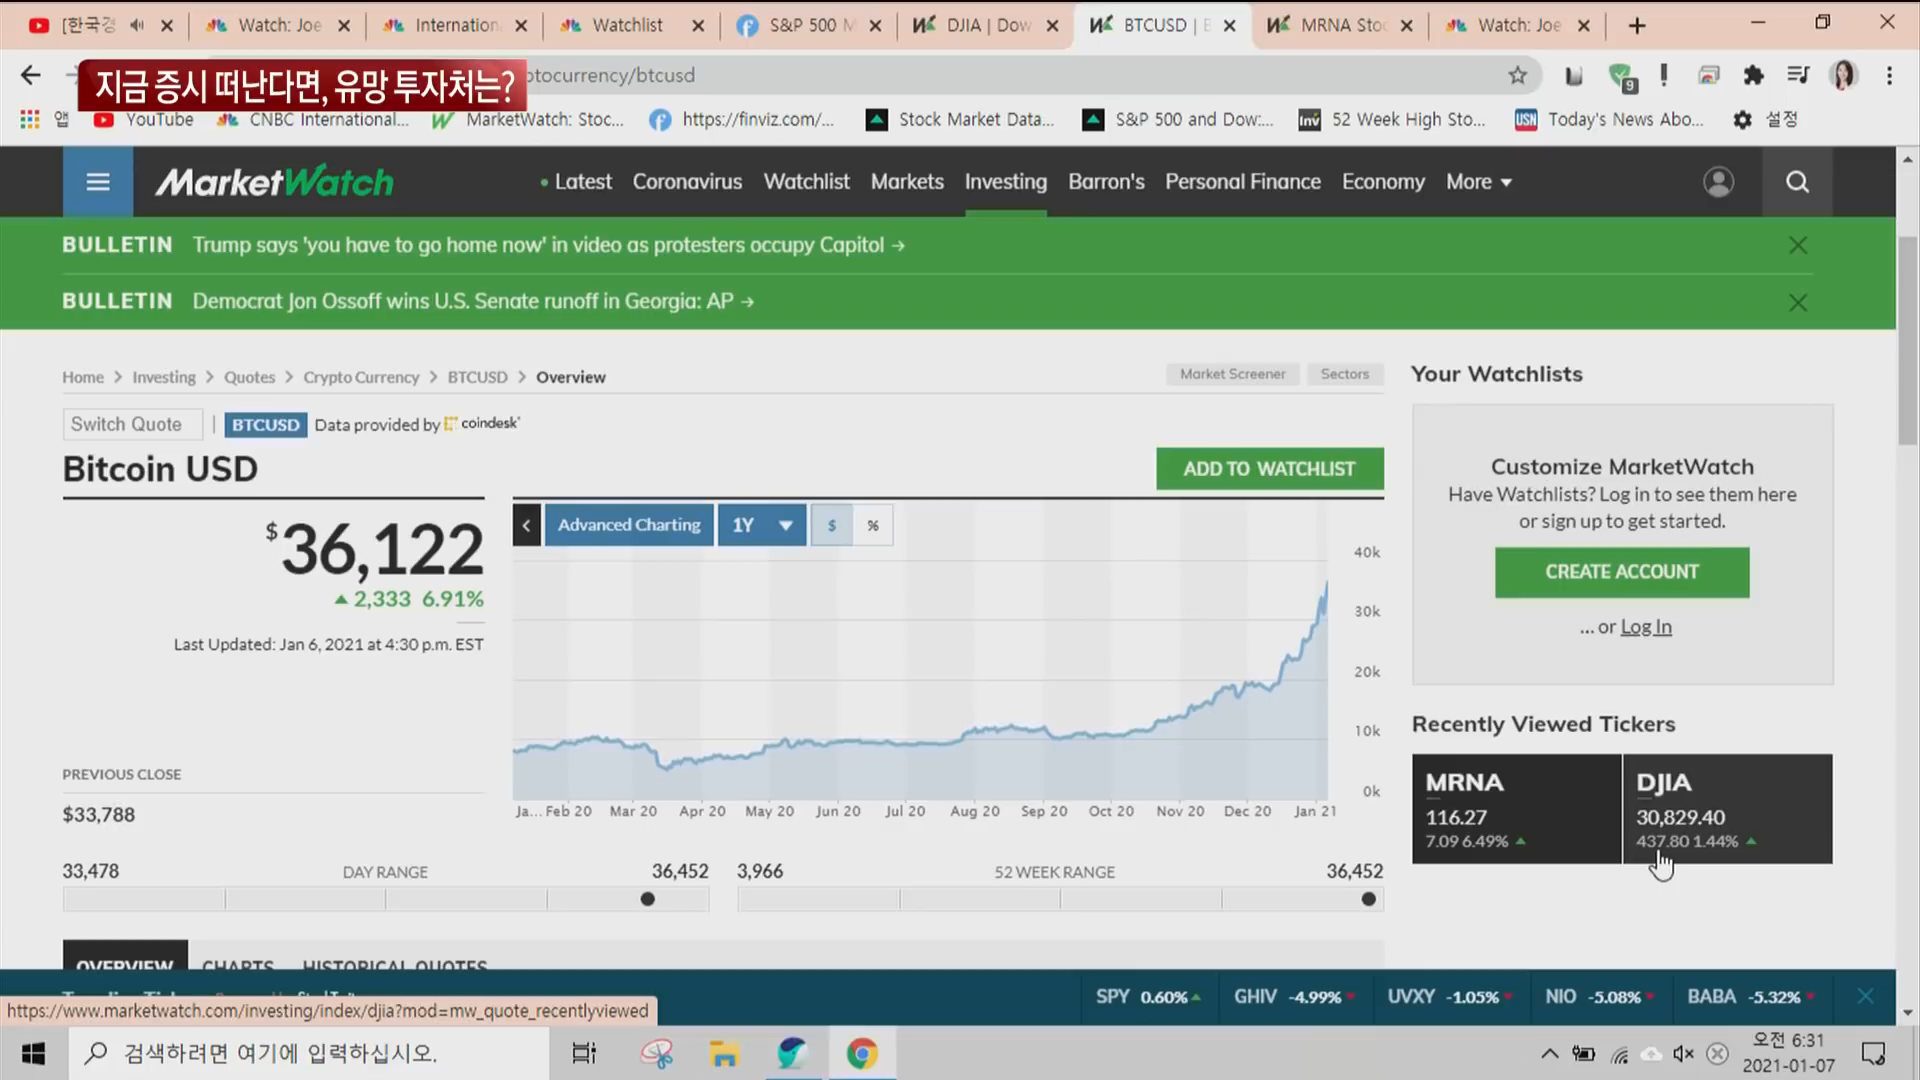 [한국경
Watch: Joe
Internation
Watchlist
S&P 500 M
DJIA | Dow
BTCUSD | B
MRNA Stoc
Watch: Joe
tocurrency/btcusd
지금 증시 떠난다면, 유망 투자처는?
9
앱
YouTube
CNBC International...
MarketWatch: Stoc...
https://finviz.com/...
Stock Market Data...
S&P 500 and Dow:...
Inv
52 Week High Sto...
USN
Today's News Abo...
설정
MarketWatch
Latest
Coronavirus
Watchlist
Markets
Investing
Barron's
Personal Finance
Economy
More
BULLETIN Trump says 'you have to go home now' in video as protesters occupy Capitol →
BULLETIN Democrat Jon Ossoff wins U.S. Senate runoff in Georgia: AP →
Home > Investing > Quotes > Crypto Currency > BTCUSD > Overview
Market Screener
Sectors
Switch Quote | BTCUSD Data provided by coindesk
Bitcoin USD
ADD TO WATCHLIST
$36,122
2,333 6.91%
Last Updated: Jan 6, 2021 at 4:30 p.m. EST
PREVIOUS CLOSE
$33,788
Advanced Charting
1Y
$
%
40k
30k
20k
10k
0k
Ja... Feb 20 Mar 20 Apr 20 May 20 Jun 20 Jul 20 Aug 20 Sep 20 Oct 20 Nov 20 Dec 20 Jan 21
33,478 DAY RANGE 36,452
3,966 52 WEEK RANGE 36,452
OVERVIEW
CHARTS
HISTORICAL QUOTES
Your Watchlists
Customize MarketWatch
Have Watchlists? Log in to see them here
or sign up to get started.
CREATE ACCOUNT
... or Log In
Recently Viewed Tickers
MRNA
116.27
7.09 6.49%
DJIA
30,829.40
437.80 1.44%
SPY 0.60%
GHIV -4.99%
UVXY -1.05%
NIO -5.08%
BABA -5.32%
https://www.marketwatch.com/investing/index/djia?mod=mw_quote_recentlyviewed
검색하려면 여기에 입력하십시오.
오전 6:31
2021-01-07